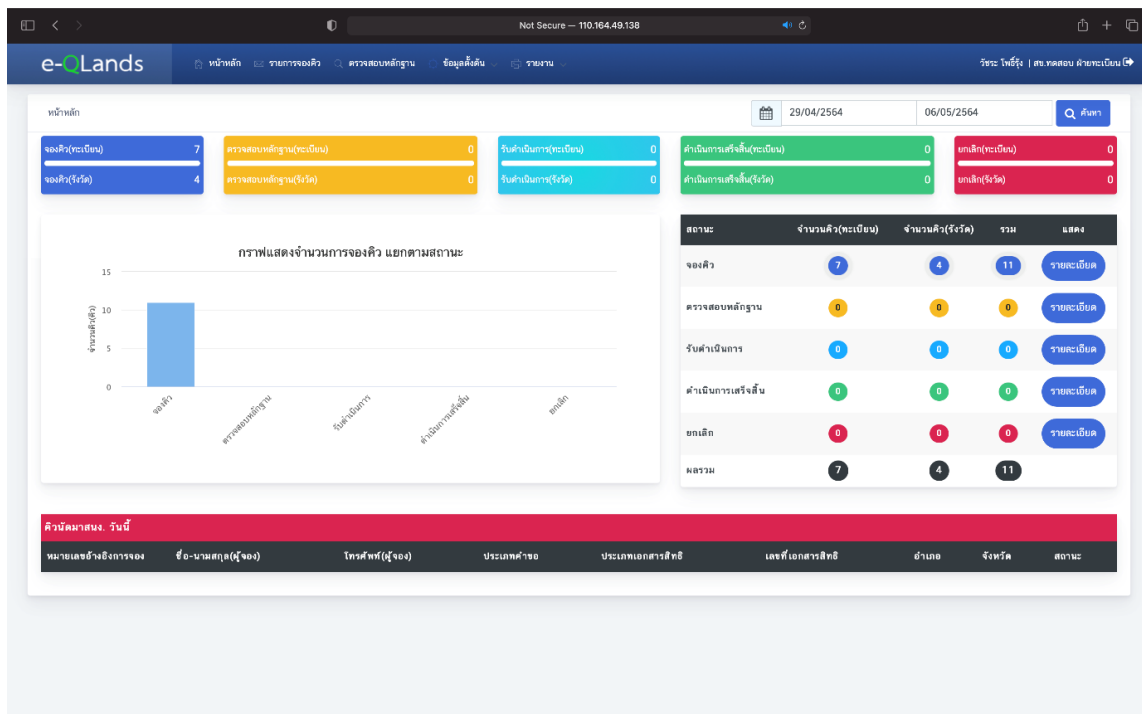 Not Secure — 110.164.49.138
e-QLands หน้าหลัก รายการจองคิว ตรวจสอบหลักฐาน ข้อมูลตั้งต้น รายงาน วัชระ โพธิ์รุ้ง | สข.ทดสอบ ฝ่ายทะเบียน
หน้าหลัก 29/04/2564 06/05/2564 ค้นหา
จองคิว(ทะเบียน) 7 ตรวจสอบหลักฐาน(ทะเบียน) 0 รับดำเนินการ(ทะเบียน) 0 ดำเนินการเสร็จสิ้น(ทะเบียน) 0 ยกเลิก(ทะเบียน) 0
จองคิว(รังวัด) 4 ตรวจสอบหลักฐาน(รังวัด) 0 รับดำเนินการ(รังวัด) 0 ดำเนินการเสร็จสิ้น(รังวัด) 0 ยกเลิก(รังวัด) 0
กราฟแสดงจำนวนการจองคิว แยกตามสถานะ
จำนวนคิว(คิว)
15
10
5
0
จองคิว ตรวจสอบหลักฐาน รับดำเนินการ ดำเนินการเสร็จสิ้น ยกเลิก
สถานะ จำนวนคิว(ทะเบียน) จำนวนคิว(รังวัด) รวม แสดง
จองคิว 7 4 11 รายละเอียด
ตรวจสอบหลักฐาน 0 0 0 รายละเอียด
รับดำเนินการ 0 0 0 รายละเอียด
ดำเนินการเสร็จสิ้น 0 0 0 รายละเอียด
ยกเลิก 0 0 0 รายละเอียด
ผลรวม 7 4 11
คิวนัดมาสนง. วันนี้
หมายเลขอ้างอิงการจอง ชื่อ-นามสกุล(ผู้จอง) โทรศัพท์(ผู้จอง) ประเภทคำขอ ประเภทเอกสารสิทธิ เลขที่เอกสารสิทธิ อำเภอ จังหวัด สถานะ